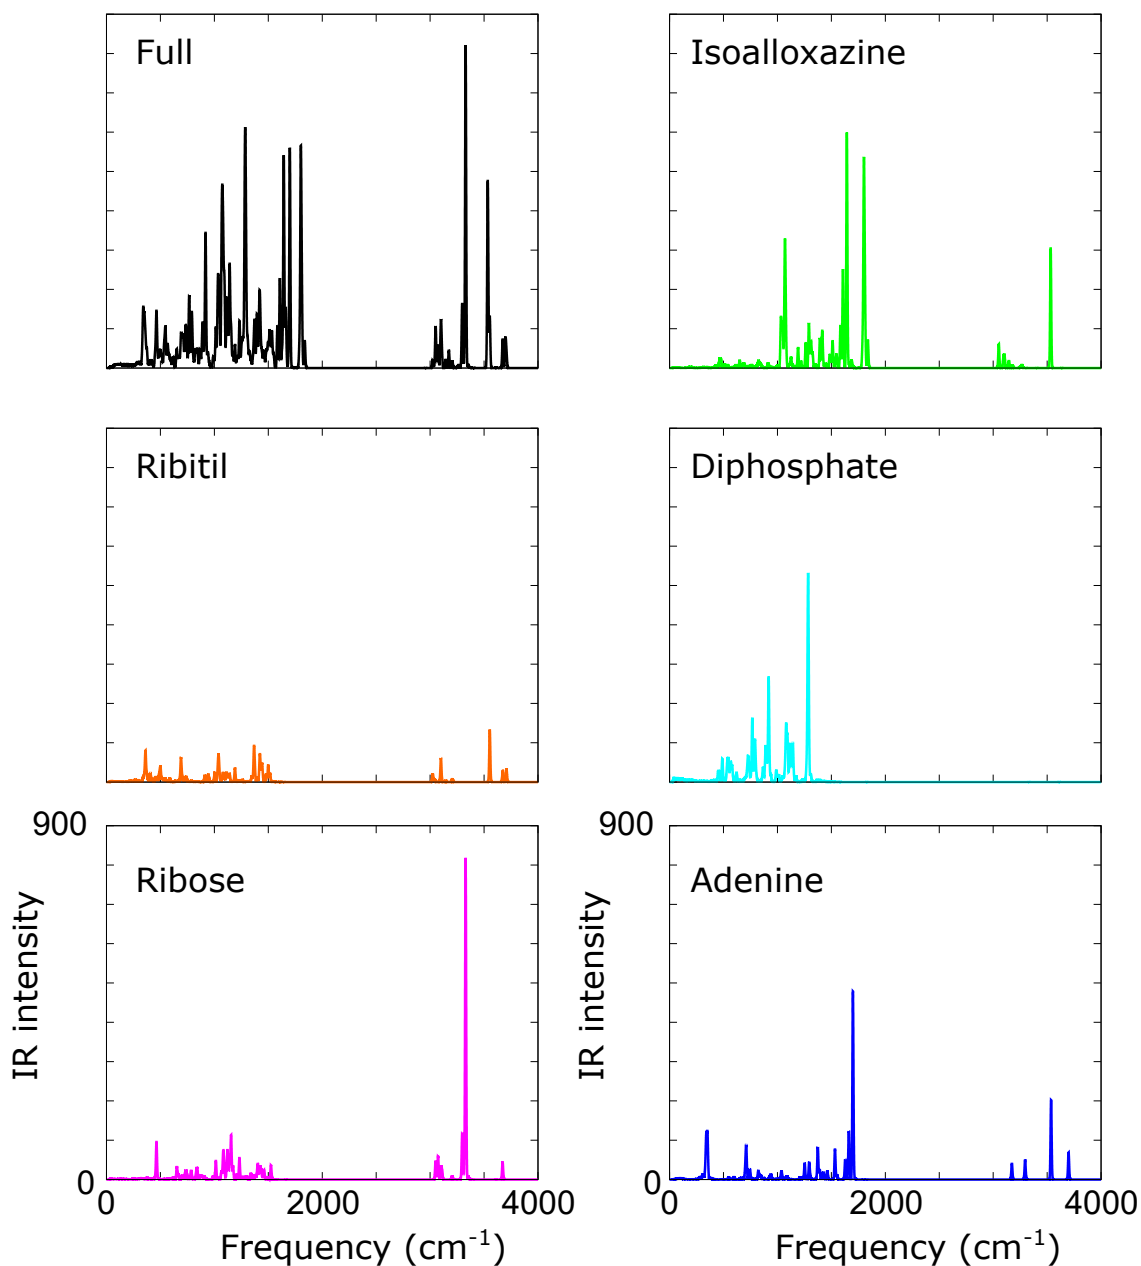 Full
Isoalloxazine
Ribitil
Diphosphate
900
Ribose
Adenine
IR intensity
IR intensity
0
0
0
2000
4000
0
2000
4000
Frequency (cm⁻¹)
Frequency (cm⁻¹)